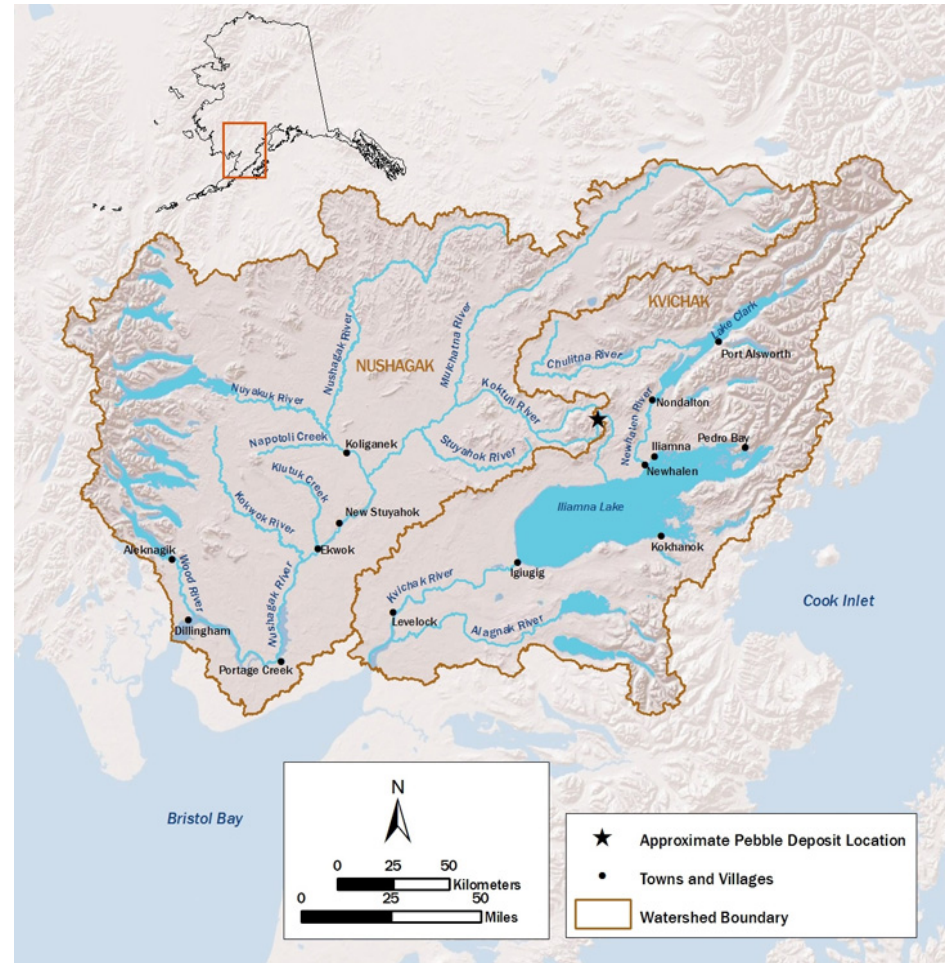 KVICHAK
NUSHAGAK
Nushagak River
Mulchatna River
Lake Clark
Chulitna River
Port Alsworth
Nuyakuk River
Koktuli River
Newhalen River
Nondalton
Napotoli Creek
Koliganek
Stuyahok River
Iliamna
Pedro Bay
Newhalen
Klutuk Creek
Kokwok River
New Stuyahok
Iliamna Lake
Ekwok
Kokhanok
Aleknagik
Wood River
Igiugig
Nushagak River
Kvichak River
Cook Inlet
Levelock
Alagnak River
Dillingham
Portage Creek
Bristol Bay
N
0 25 50
Kilometers
0 25 50
Miles
Approximate Pebble Deposit Location
Towns and Villages
Watershed Boundary